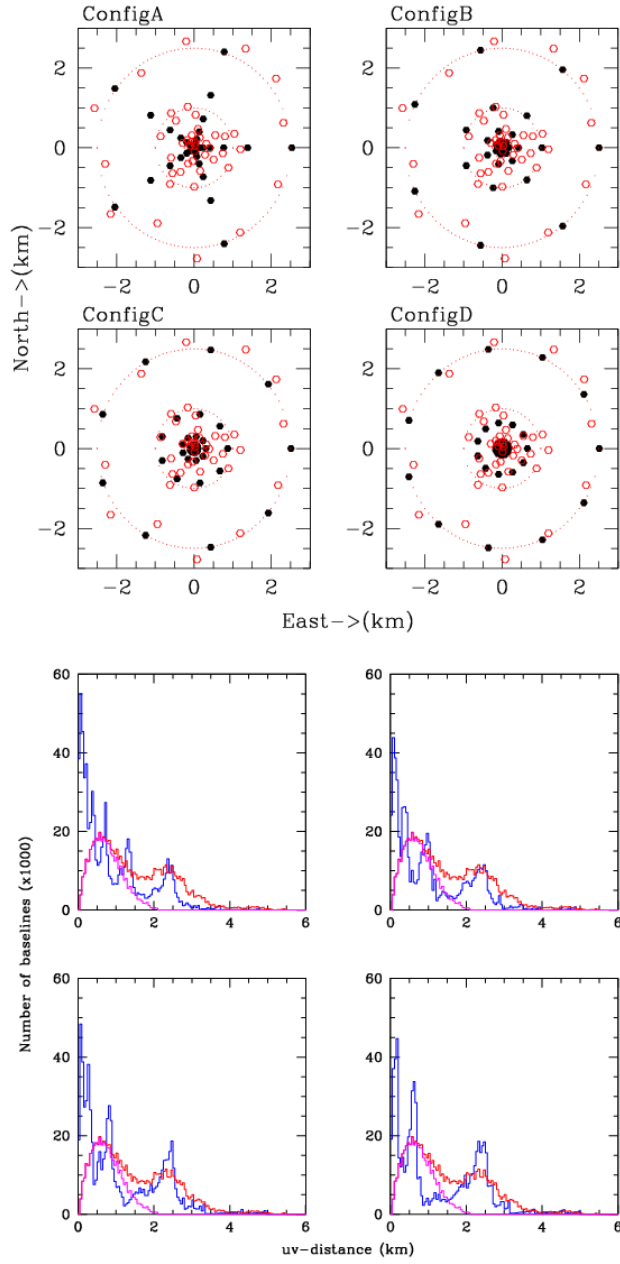 ConfigA ConfigB
2 2
0 0
−2 −2
−2 0 2 −2 0 2
ConfigC ConfigD
2 2
0 0
−2 −2
−2 0 2 −2 0 2
North−>(km)
East−>(km)
60 60
40 40
20 20
0 0
0 2 4 6 0 2 4 6
60 60
40 40
20 20
0 0
0 2 4 6 0 2 4 6
Number of baselines (x1000)
uv-distance (km)